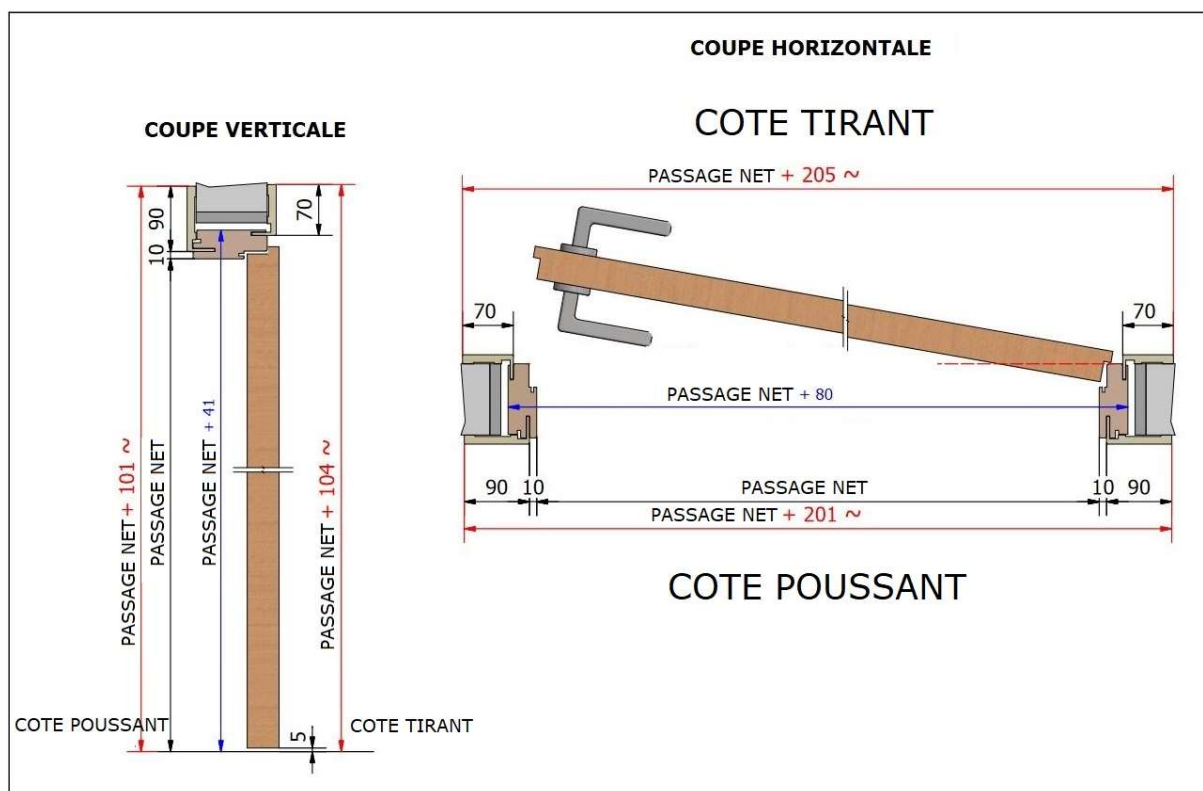 COUPE HORIZONTALE
COUPE VERTICALE
COTE TIRANT
PASSAGE NET + 205 ~
90
10
70
70
70
PASSAGE NET + 80
PASSAGE NET + 101 ~
PASSAGE NET
PASSAGE NET + 41
PASSAGE NET + 104 ~
90
10
PASSAGE NET
10
90
PASSAGE NET + 201 ~
COTE POUSSANT
COTE POUSSANT
5
COTE TIRANT